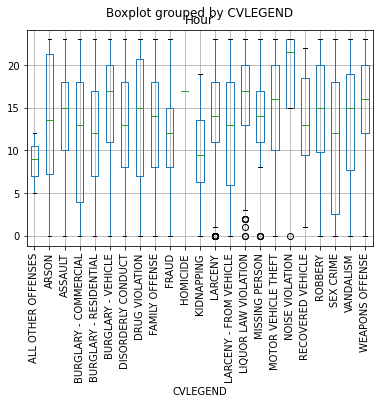 Boxplot grouped by CVLEGEND
Hour
20
15
10
5
0
ALL OTHER OFFENSES
ARSON
ASSAULT
BURGLARY - COMMERCIAL
BURGLARY - RESIDENTIAL
BURGLARY - VEHICLE
DISORDERLY CONDUCT
DRUG VIOLATION
FAMILY OFFENSE
FRAUD
HOMICIDE
KIDNAPPING
LARCENY
LARCENY - FROM VEHICLE
LIQUOR LAW VIOLATION
MISSING PERSON
MOTOR VEHICLE THEFT
NOISE VIOLATION
RECOVERED VEHICLE
ROBBERY
SEX CRIME
VANDALISM
WEAPONS OFFENSE
CVLEGEND